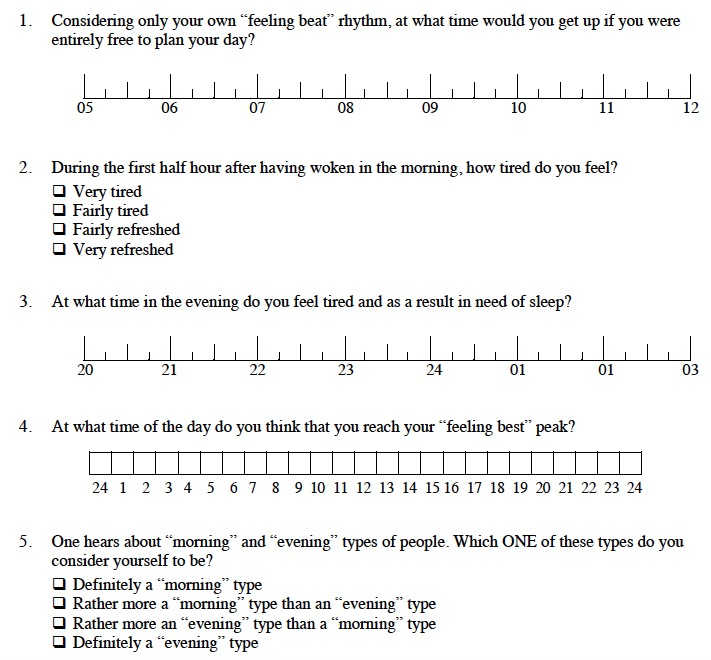 1. Considering only your own “feeling beat” rhythm, at what time would you get up if you were
entirely free to plan your day?
05 06 07 08 09 10 11 12
2. During the first half hour after having woken in the morning, how tired do you feel?
❑ Very tired
❑ Fairly tired
❑ Fairly refreshed
❑ Very refreshed
3. At what time in the evening do you feel tired and as a result in need of sleep?
20 21 22 23 24 01 01 03
4. At what time of the day do you think that you reach your “feeling best” peak?
24 1 2 3 4 5 6 7 8 9 10 11 12 13 14 15 16 17 18 19 20 21 22 23 24
5. One hears about “morning” and “evening” types of people. Which ONE of these types do you
consider yourself to be?
❑ Definitely a “morning” type
❑ Rather more a “morning” type than an “evening” type
❑ Rather more an “evening” type than a “morning” type
❑ Definitely a “evening” type